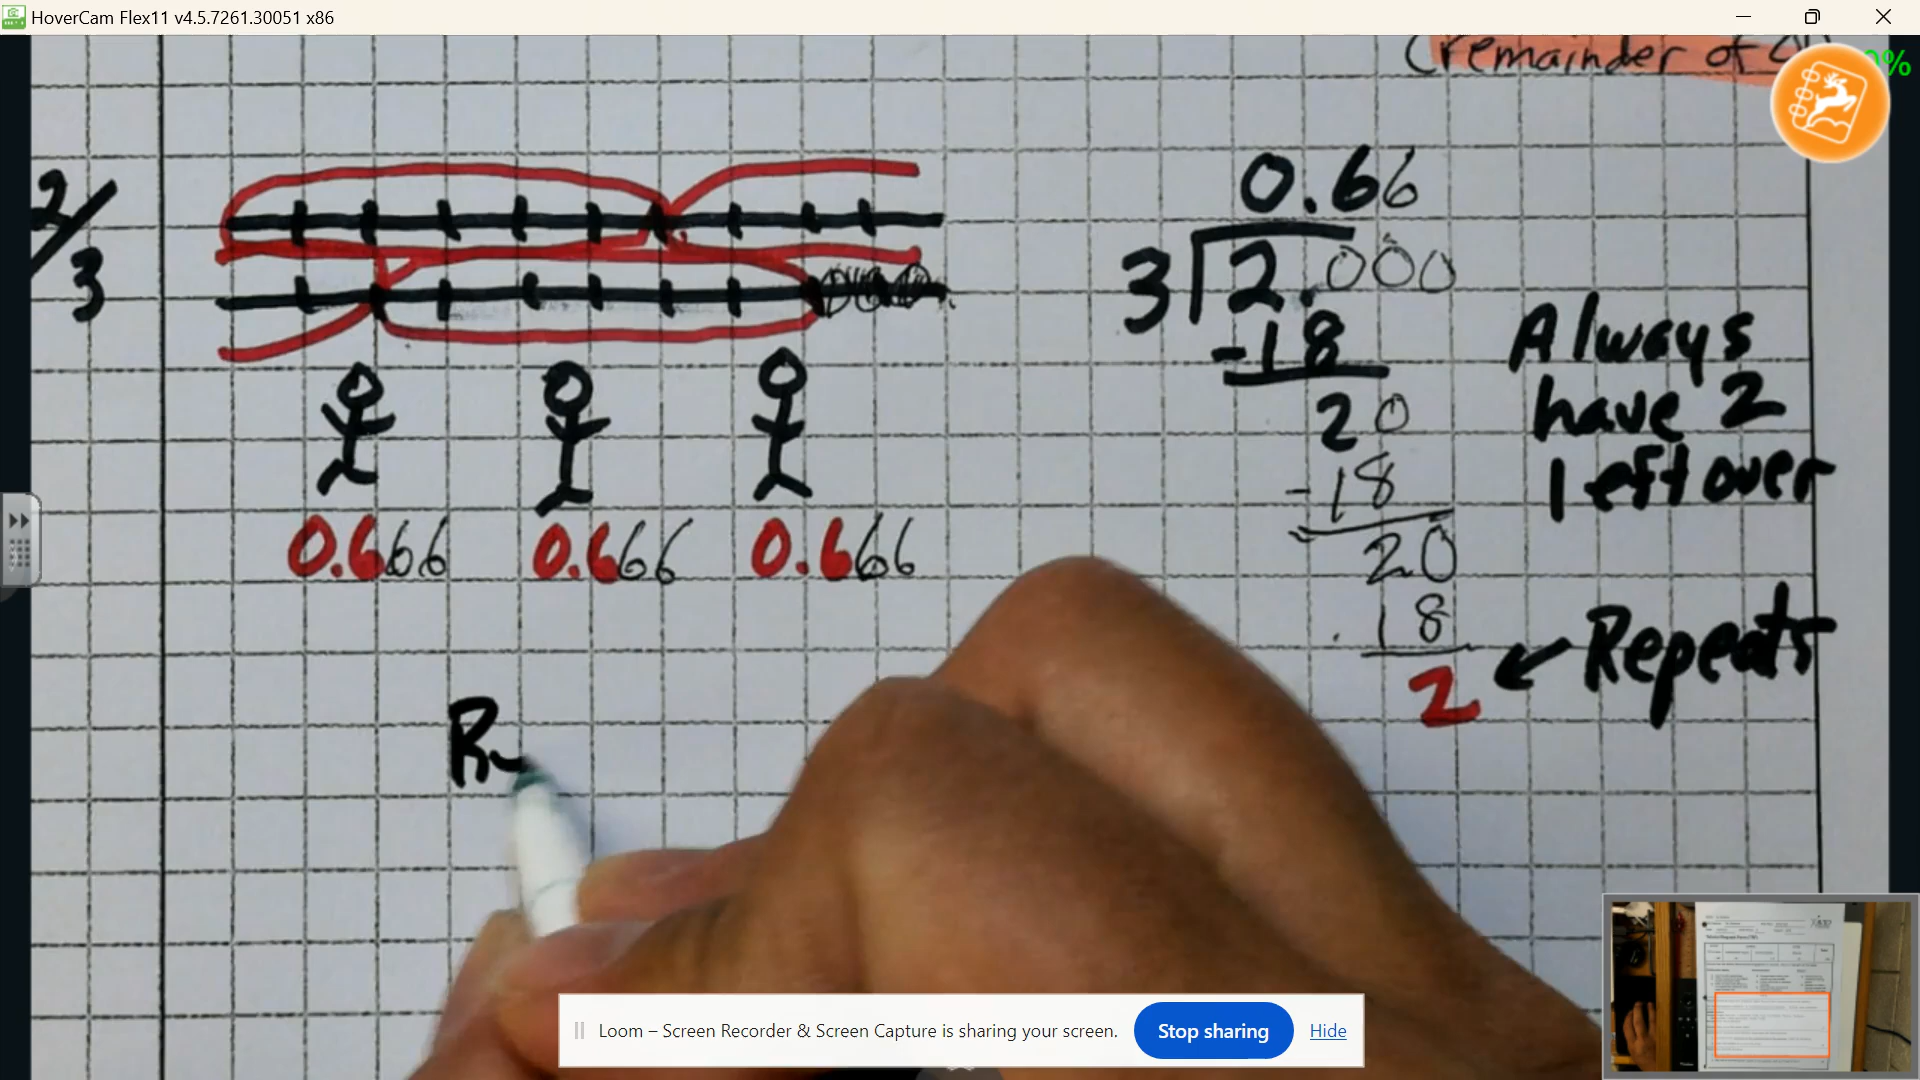 HoverCam Flex11 v4.5.7261.30051 x86
(remainder of
%
2/3
0.666 0.666 0.666
0.66
3 2.000
-18
20
-18
20
18
2
Always
have 2
left over
Repeats
Loom – Screen Recorder & Screen Capture is sharing your screen. Stop sharing Hide